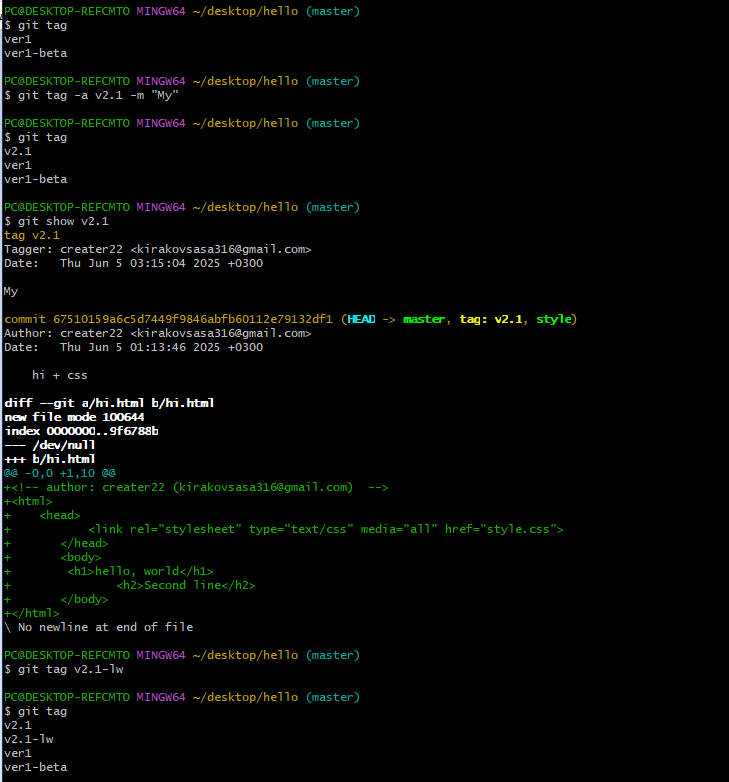 PC@DESKTOP-REFCMTO MINGW64 ~/desktop/hello (master)
$ git tag
ver1
ver1-beta

PC@DESKTOP-REFCMTO MINGW64 ~/desktop/hello (master)
$ git tag -a v2.1 -m "My"

PC@DESKTOP-REFCMTO MINGW64 ~/desktop/hello (master)
$ git tag
v2.1
ver1
ver1-beta

PC@DESKTOP-REFCMTO MINGW64 ~/desktop/hello (master)
$ git show v2.1
tag v2.1
Tagger: creater22 <kirakovsasa316@gmail.com>
Date:   Thu Jun 5 03:15:04 2025 +0300

My

commit 67510159a6c5d7449f9846abfb60112e79132df1 (HEAD -> master, tag: v2.1, style)
Author: creater22 <kirakovsasa316@gmail.com>
Date:   Thu Jun 5 01:13:46 2025 +0300

    hi + css

diff --git a/hi.html b/hi.html
new file mode 100644
index 0000000..9f6788b
--- /dev/null
+++ b/hi.html
@@ -0,0 +1,10 @@
+<!-- author: creater22 (kirakovsasa316@gmail.com)  -->
+<html>
+    <head>
+           <link rel="stylesheet" type="text/css" media="all" href="style.css">
+       </head>
+       <body>
+        <h1>hello, world</h1>
+               <h2>Second line</h2>
+       </body>
+</html>
\ No newline at end of file

PC@DESKTOP-REFCMTO MINGW64 ~/desktop/hello (master)
$ git tag v2.1-lw

PC@DESKTOP-REFCMTO MINGW64 ~/desktop/hello (master)
$ git tag
v2.1
v2.1-lw
ver1
ver1-beta